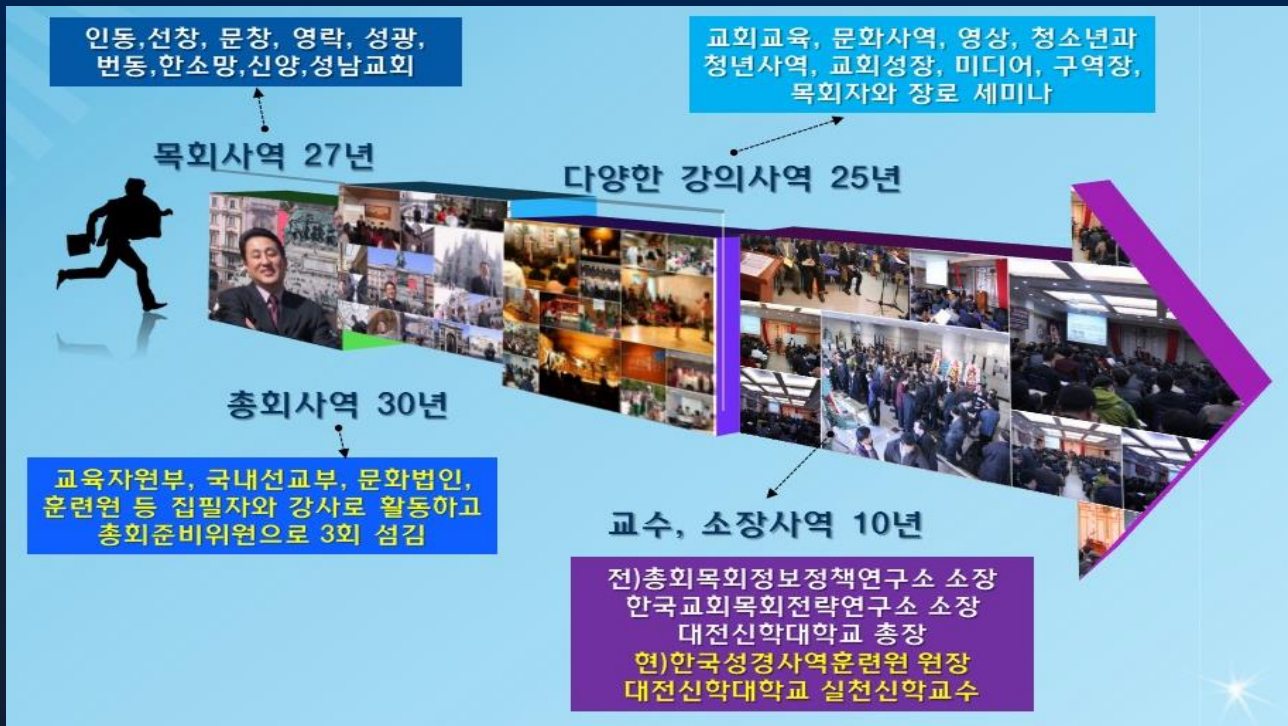 인동,선창, 문창, 영락, 성광,
번동,한소망,신양,성남교회
교회교육, 문화사역, 영상, 청소년과
청년사역, 교회성장, 미디어, 구역장,
목회자와 장로 세미나
목회사역 27년
다양한 강의사역 25년
총회사역 30년
교육자원부, 국내선교부, 문화법인,
훈련원 등 집필자와 강사로 활동하고
총회준비위원으로 3회 섬김
교수, 소장사역 10년
전)총회목회정보정책연구소 소장
한국교회목회전략연구소 소장
대전신학대학교 총장
현)한국성경사역훈련원 원장
대전신학대학교 실천신학교수